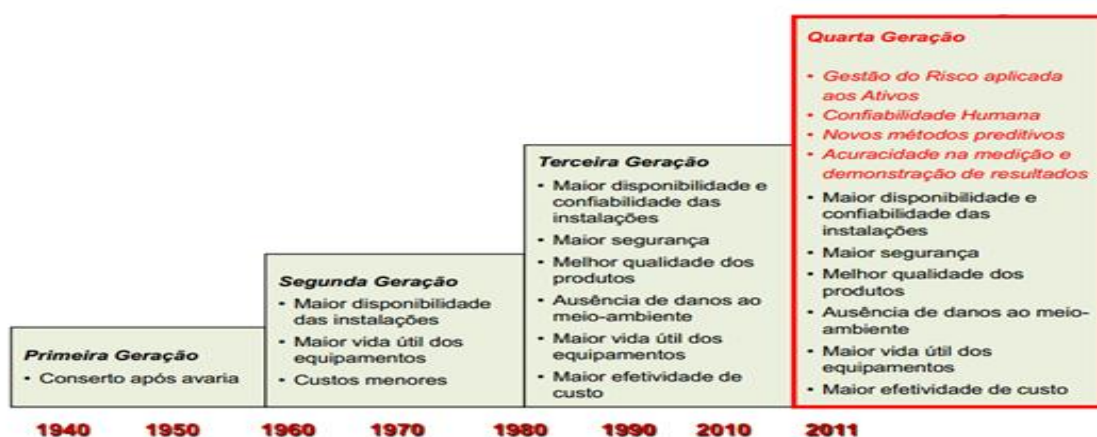 Primeira Geração
• Conserto após avaria
Segunda Geração
• Maior disponibilidade
das instalações
• Maior vida útil dos
equipamentos
• Custos menores
Terceira Geração
• Maior disponibilidade e
confiabilidade das
instalações
• Maior segurança
• Melhor qualidade dos
produtos
• Ausência de danos ao
meio-ambiente
• Maior vida útil dos
equipamentos
• Maior efetividade de
custo
Quarta Geração
• Gestão do Risco aplicada
aos Ativos
• Confiabilidade Humana
• Novos métodos preditivos
• Acuracidade na medição e
demonstração de resultados
• Maior disponibilidade e
confiabilidade das
instalações
• Maior segurança
• Melhor qualidade dos
produtos
• Ausência de danos ao meio-
ambiente
• Maior vida útil dos
equipamentos
• Maior efetividade de custo
1940 1950 1960 1970 1980 1990 2010 2011